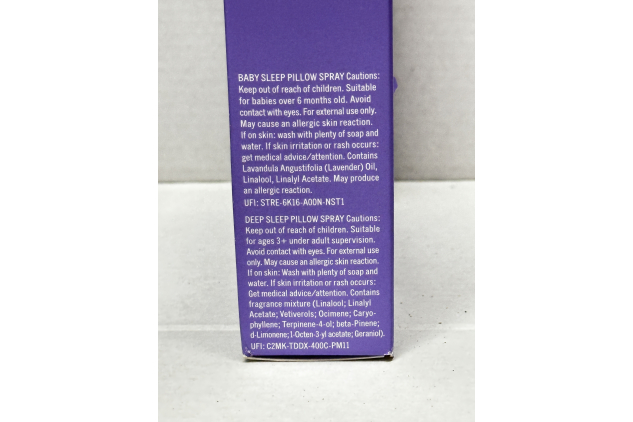 BABY SLEEP PILLOW SPRAY Cautions:
Keep out of reach of children. Suitable
for babies over 6 months old. Avoid
contact with eyes. For external use only.
May cause an allergic skin reaction.
If on skin: wash with plenty of soap and
water. If skin irritation or rash occurs:
get medical advice/attention. Contains
Lavandula Angustifolia (Lavender) Oil,
Linalool, Linalyl Acetate. May produce
an allergic reaction.
UFI: STRE-6K16-A00N-NST1
DEEP SLEEP PILLOW SPRAY Cautions:
Keep out of reach of children. Suitable
for ages 3+ under adult supervision.
Avoid contact with eyes. For external use
only. May cause an allergic skin reaction.
If on skin: Wash with plenty of soap and
water. If skin irritation or rash occurs:
Get medical advice/attention. Contains
fragrance mixture (Linalool; Linalyl
Acetate; Vetiverols; Ocimene; Caryo-
phyllene; Terpinene-4-ol; beta-Pinene;
d-Limonene;1-Octen-3-yl acetate; Geraniol).
UFI: C2MK-TDDX-400C-PM11